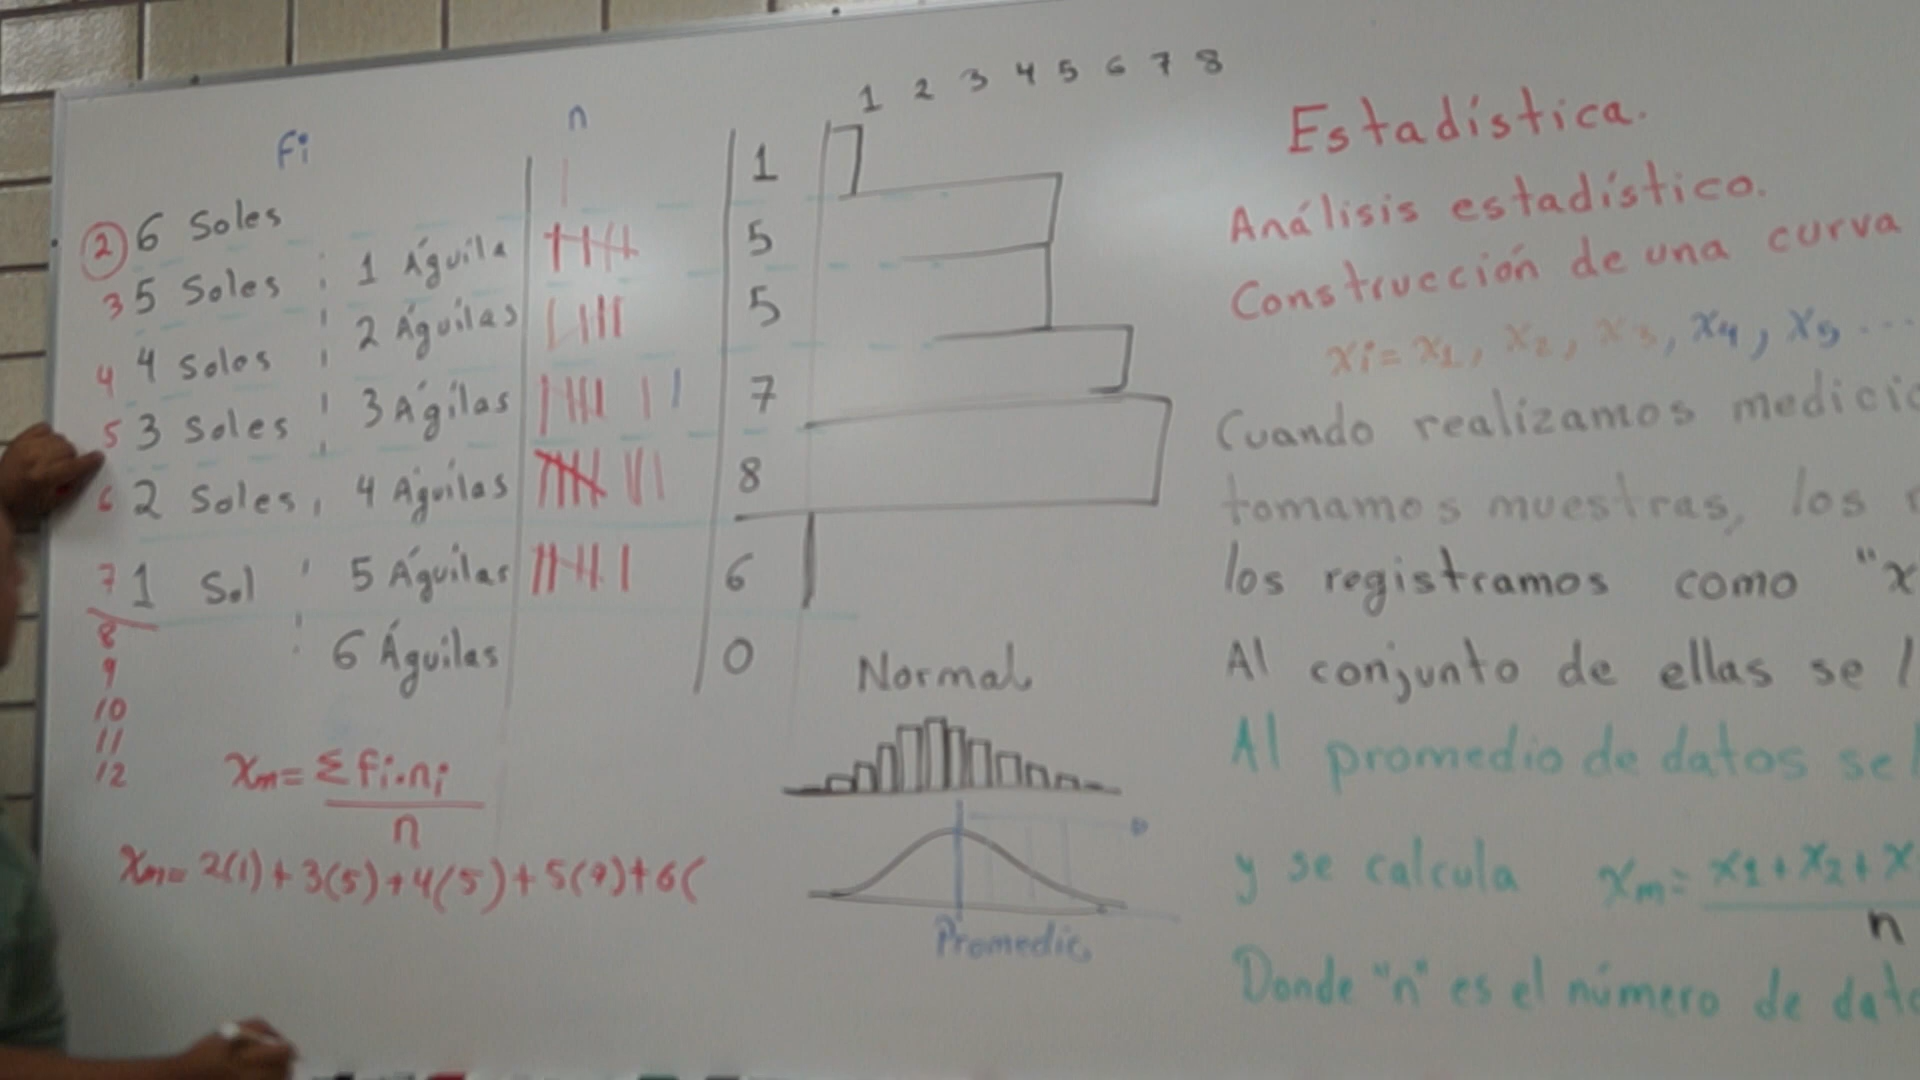 fi n
② 6 Soles 1
3 5 Soles ; 1 Águila 5
4 4 Soles ; 2 Águilas 5
5 3 Soles ; 3 Ágilas 7
6 2 Soles, 4 Águilas 8
7 1 Sol ; 5 Águilas 6
8 ; 6 Águilas 0
9
10
11
12
xm = Σ fi·ni
n
xm = 2(1) + 3(5) + 4(5) + 5(7) + 6(
1 2 3 4 5 6 7 8
Normal
Promedio
Estadística.
Análisis estadístico.
Construcción de una curva
xi = x1, x2, x3, x4, x5 ...
Cuando realizamos
tomamos muestras, los
los registramos como "x
Al conjunto de ellas se
Al promedio de datos se
y se calcula xm = x1 + x2 + x
n
Donde "n" es el número de